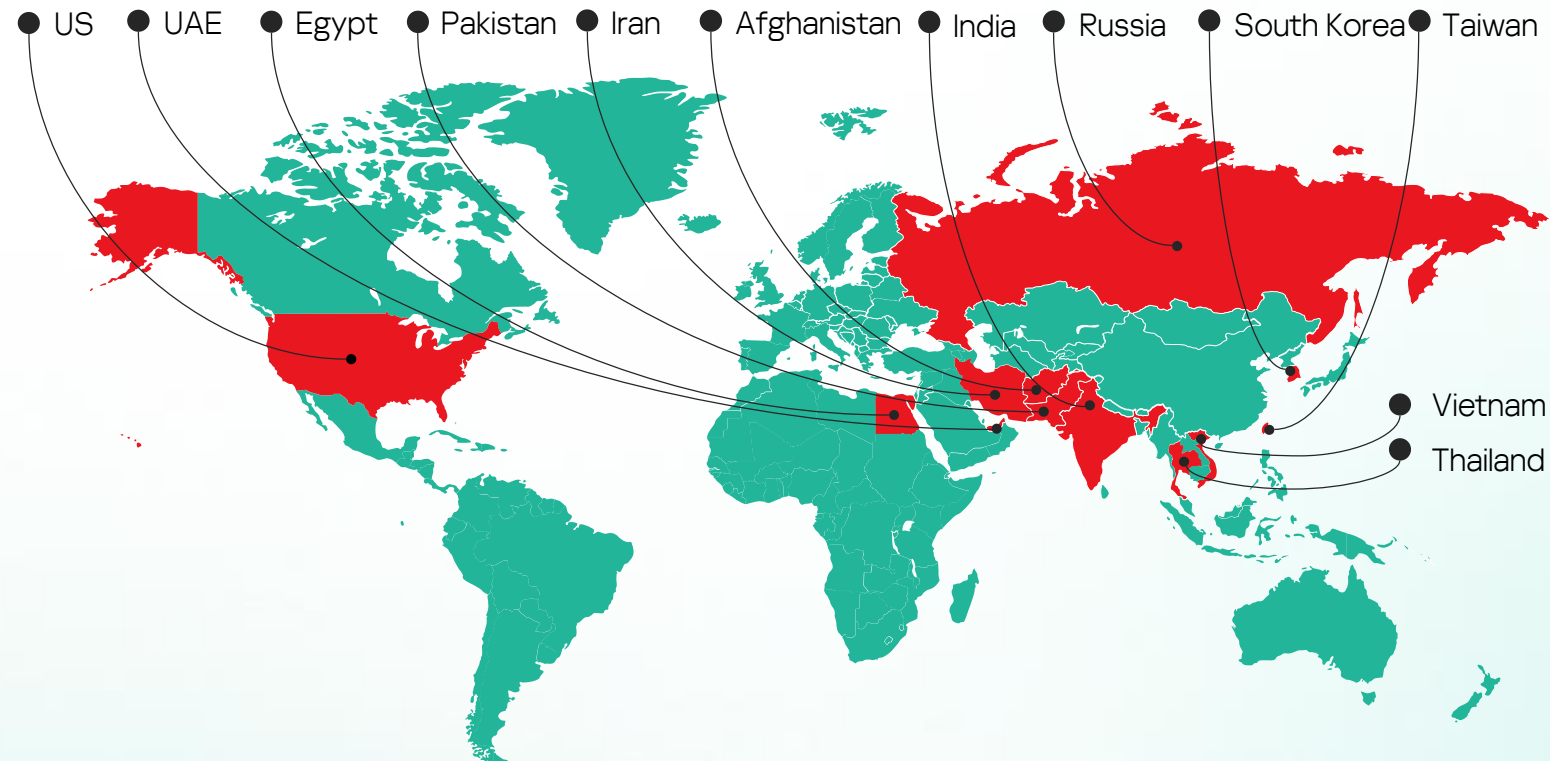 US
UAE
Egypt
Pakistan
Iran
Afghanistan
India
Russia
South Korea
Taiwan
Vietnam
Thailand